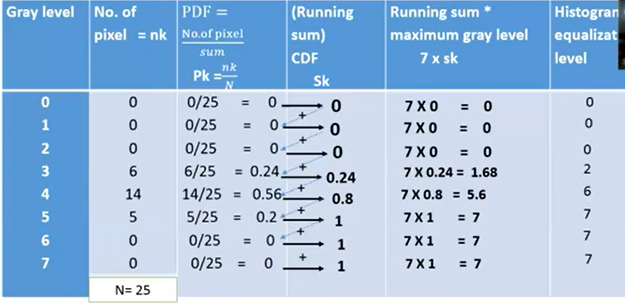 Gray level No. of PDF = (Running Running sum * Histogran
pixel = nk No.of pixel sum) maximum gray level equalizat
sum CDF 7 x sk level
Pk = nk/N Sk
0 0 0/25 = 0 0 7 X 0 = 0 0
+
1 0 0/25 = 0 0 7 X 0 = 0 0
+
2 0 0/25 = 0 0 7 X 0 = 0 0
+
3 6 6/25 = 0.24 0.24 7 X 0.24 = 1.68 2
+
4 14 14/25 = 0.56 0.8 7 X 0.8 = 5.6 6
+
5 5 5/25 = 0.2 1 7 X 1 = 7 7
+
6 0 0/25 = 0 1 7 X 1 = 7 7
+
7 0 0/25 = 0 1 7 X 1 = 7 7
N= 25